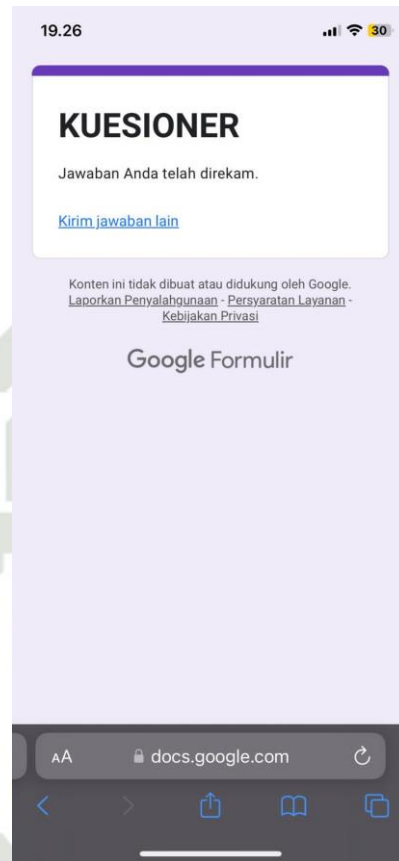 19.26
30
KUESIONER
Jawaban Anda telah direkam.
Kirim jawaban lain
Konten ini tidak dibuat atau didukung oleh Google.
Laporkan Penyalahgunaan - Persyaratan Layanan -
Kebijakan Privasi
Google Formulir
AA
docs.google.com